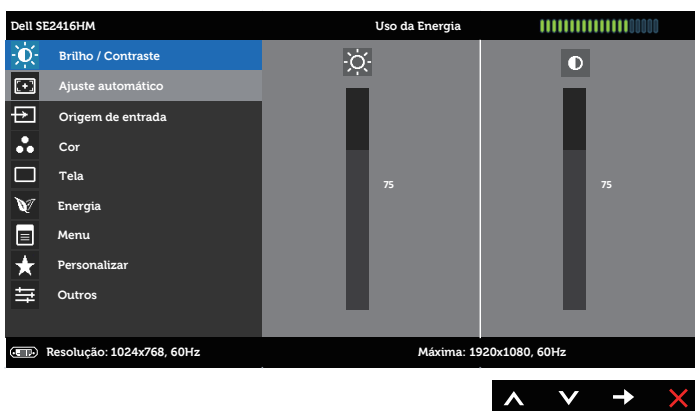 Dell SE2416HM Uso da Energia
Brilho / Contraste
Ajuste automático
Origem de entrada
Cor
Tela
75 75
Energia
Menu
Personalizar
Outros
Resolução: 1024x768, 60Hz Máxima: 1920x1080, 60Hz